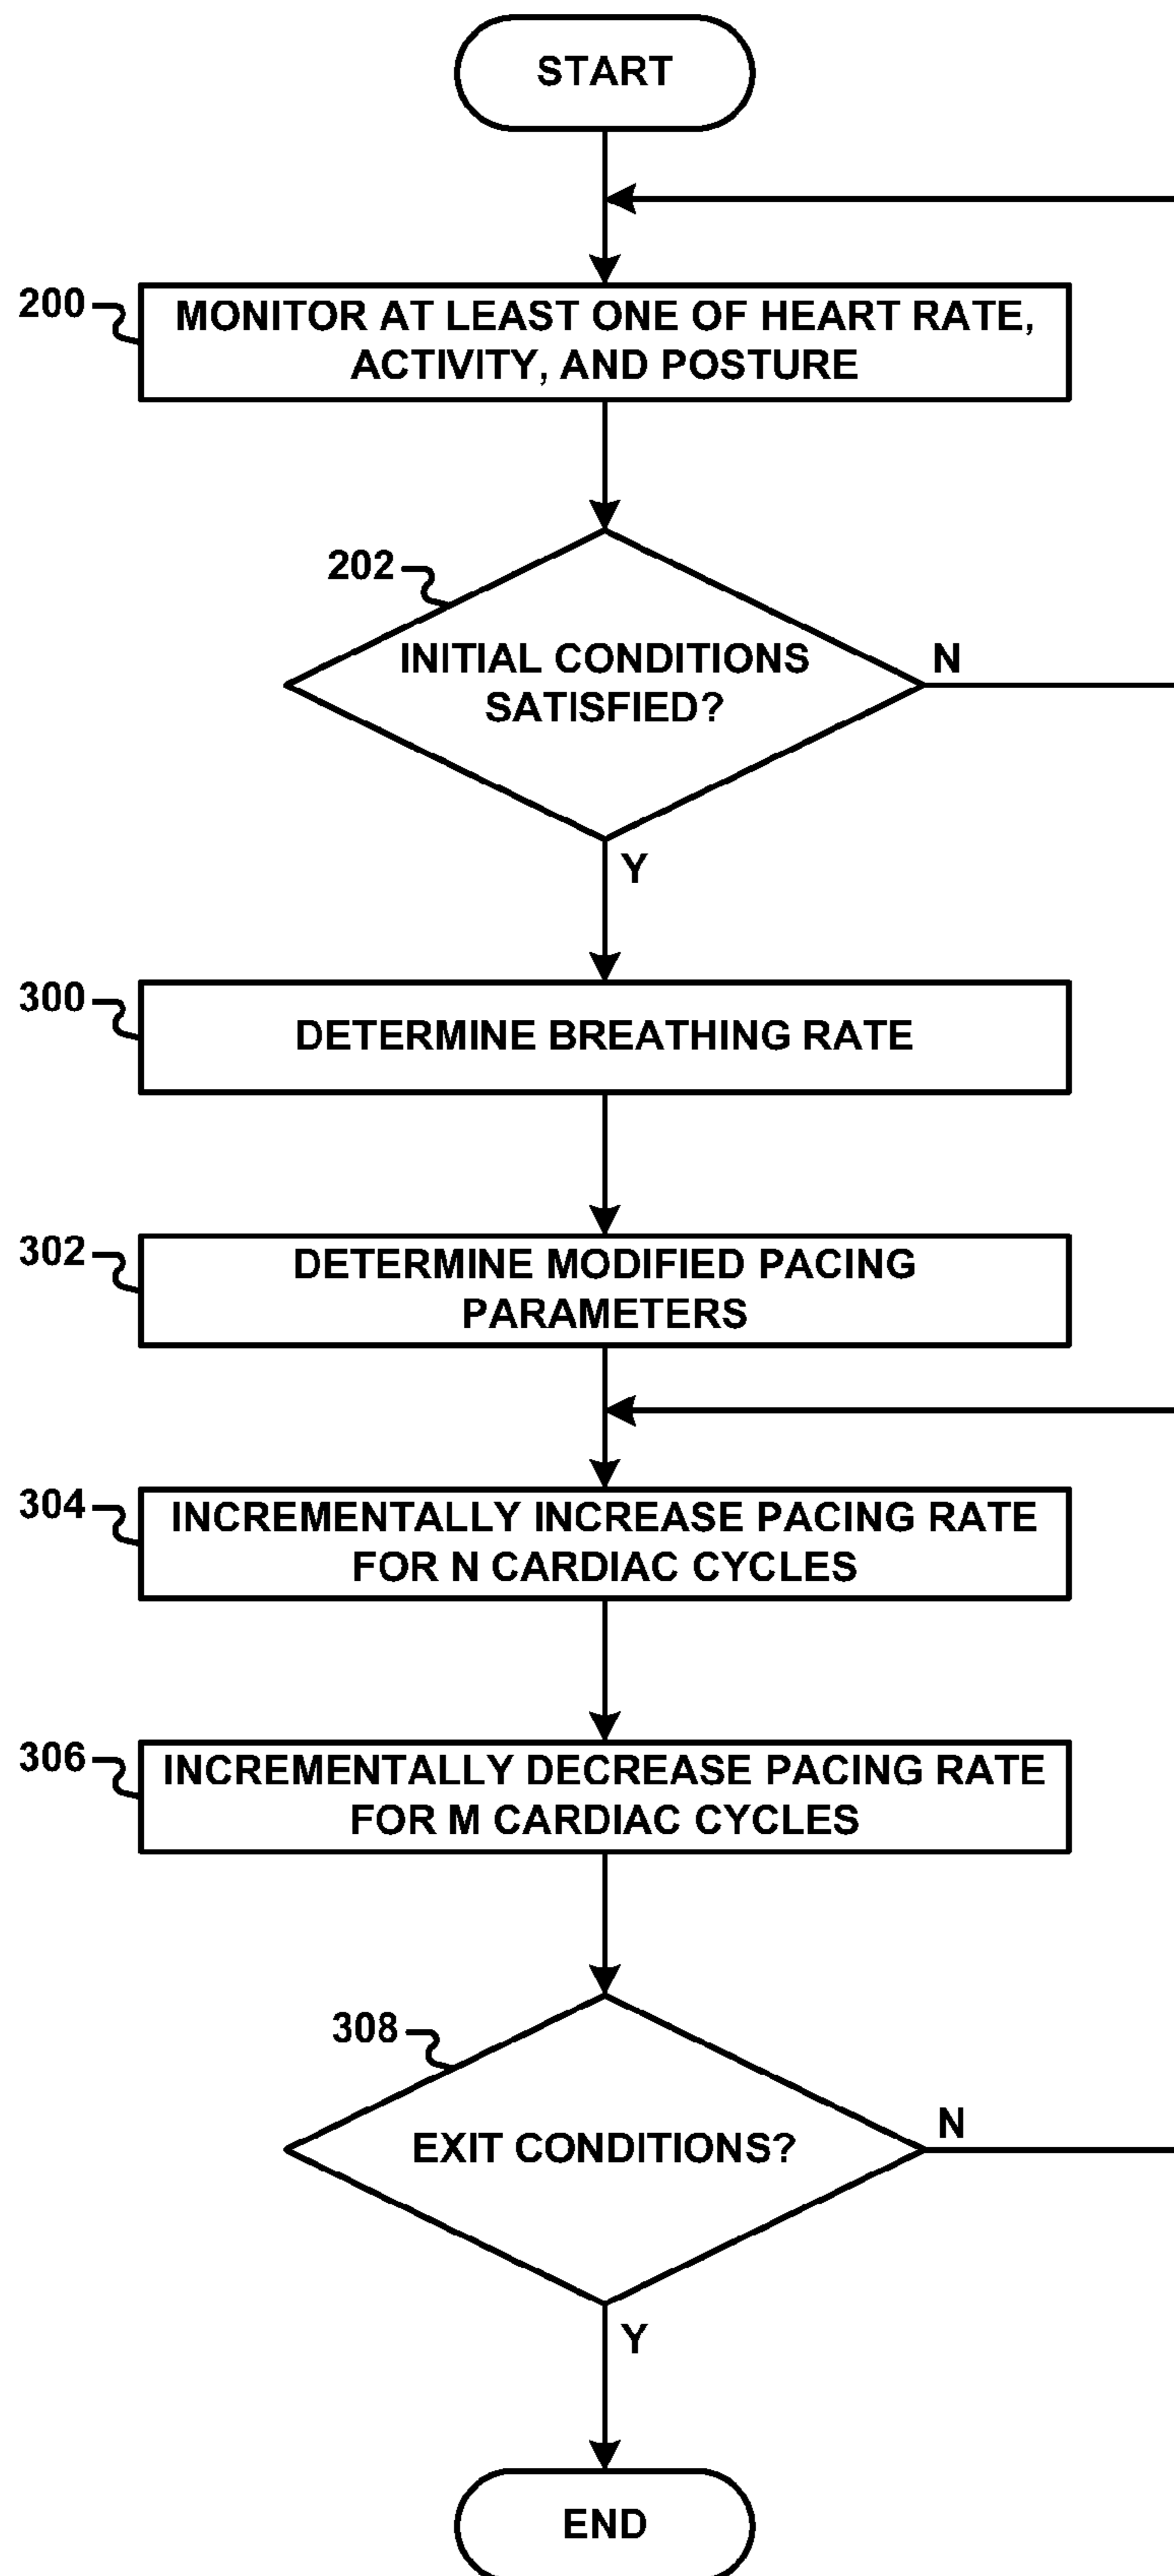 START
200
MONITOR AT LEAST ONE OF HEART RATE,
ACTIVITY, AND POSTURE
202
INITIAL CONDITIONS
SATISFIED?
N
Y
300
DETERMINE BREATHING RATE
302
DETERMINE MODIFIED PACING
PARAMETERS
304
INCREMENTALLY INCREASE PACING RATE
FOR N CARDIAC CYCLES
306
INCREMENTALLY DECREASE PACING RATE
FOR M CARDIAC CYCLES
308
EXIT CONDITIONS?
N
Y
END